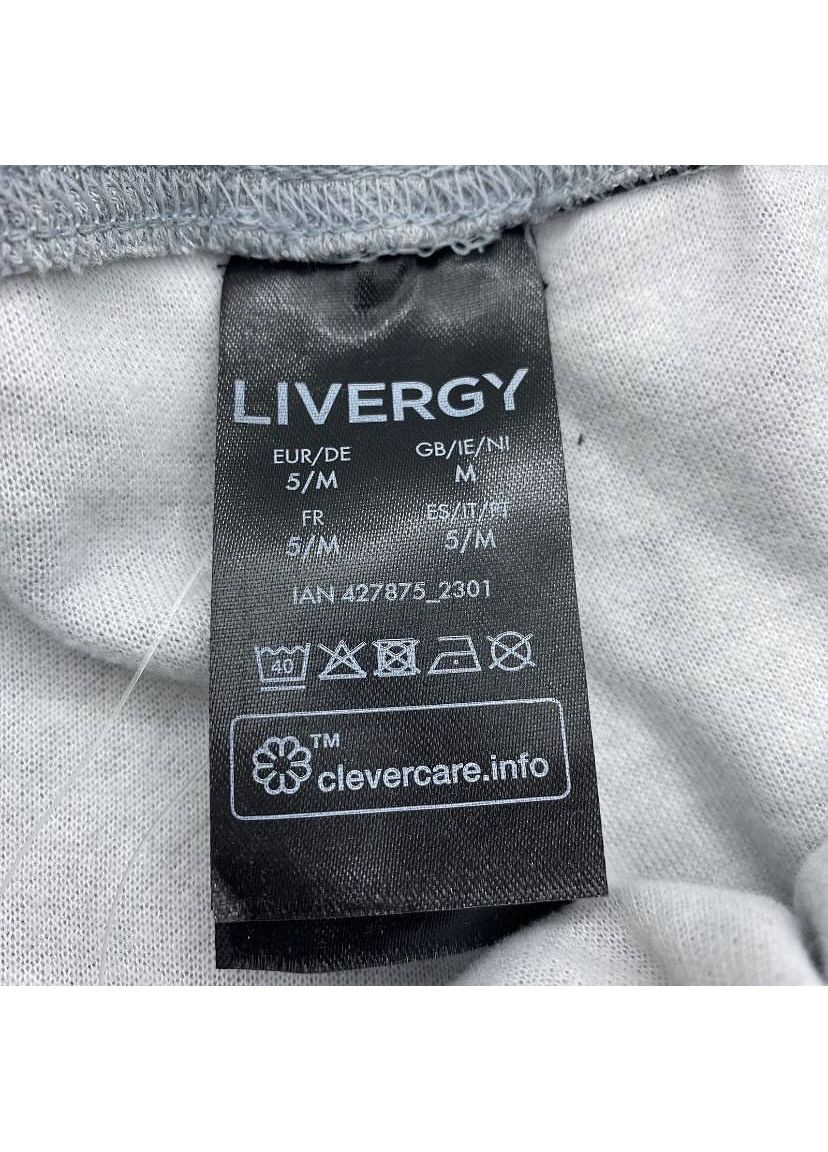 LIVERGY
EUR/DE GB/IE/NI
5/M M
FR ES/IT/PT
5/M 5/M
IAN 427875_2301
40
TM
clevercare.info